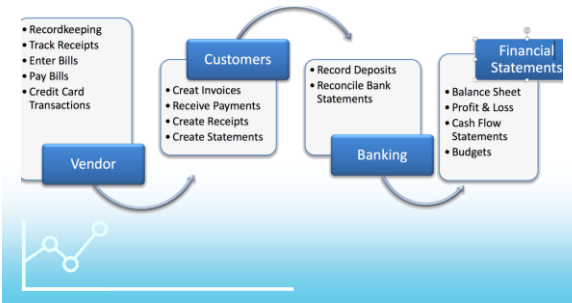 • Recordkeeping
• Track Receipts
• Enter Bills
• Pay Bills
• Credit Card
Transactions
Vendor
Customers
• Creat Invoices
• Receive Payments
• Create Receipts
• Create Statements
• Record Deposits
• Reconcile Bank
Statements
Banking
Financial
Statements
• Balance Sheet
• Profit & Loss
• Cash Flow
Statements
• Budgets